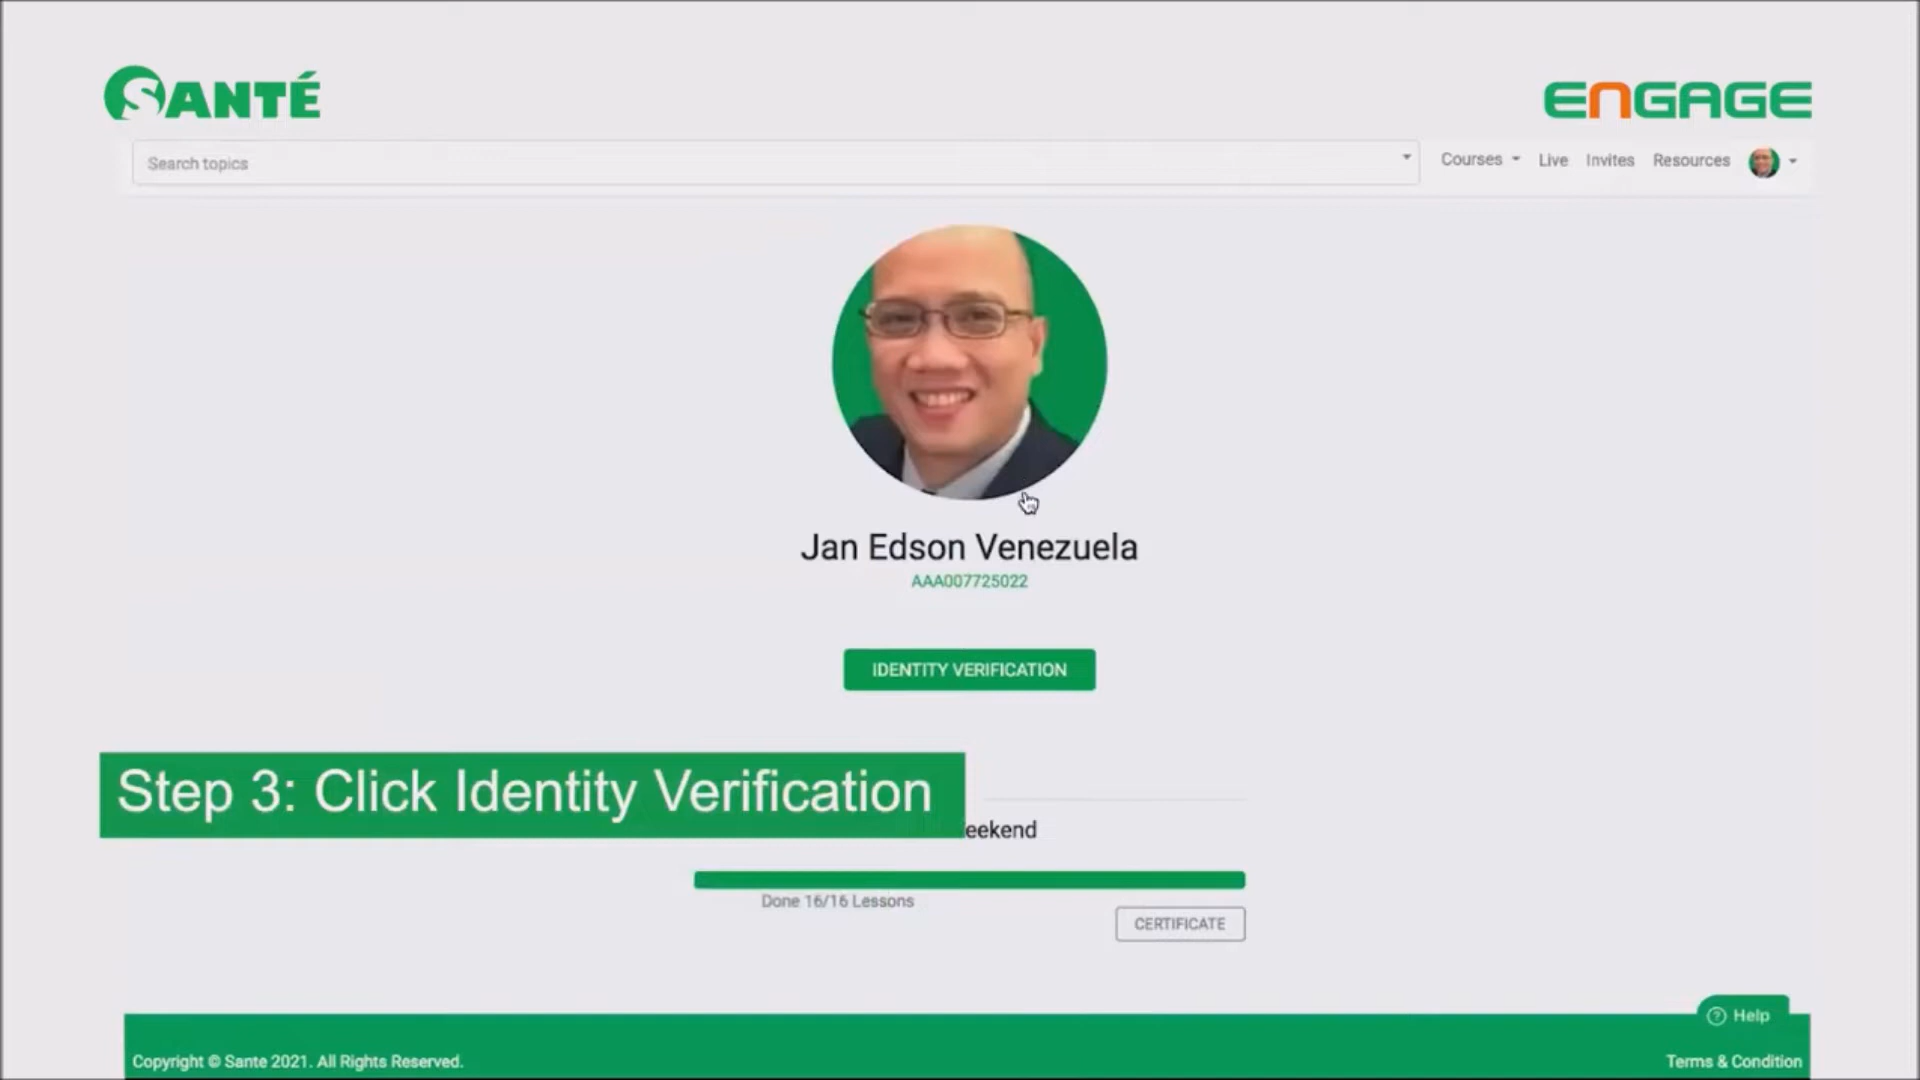 SANTÉ
ENGAGE
Search topics
Courses
Live
Invites
Resources
Jan Edson Venezuela
AAA007725022
IDENTITY VERIFICATION
Step 3: Click Identity Verification
eekend
Done 16/16 Lessons
CERTIFICATE
? Help
Copyright © Sante 2021. All Rights Reserved.
Terms & Condition